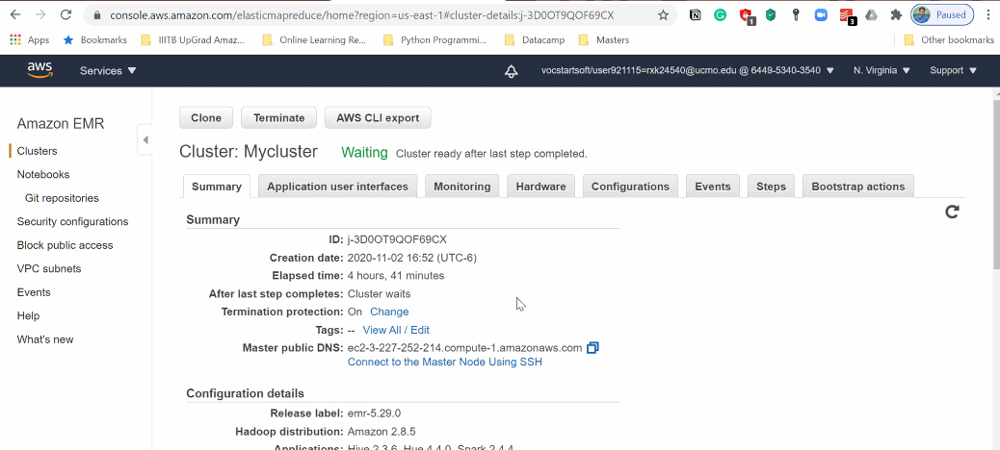 console.aws.amazon.com/elasticmapreduce/home?region=us-east-1#cluster-details:j-3D0OT9QOF69CX
1
3
Paused
Apps
Bookmarks
IIITB UpGrad Amaz...
Online Learning Re...
Python Programmi...
Datacamp
Masters
Other bookmarks
aws
Services
vocstartsoft/user921115=rxk24540@ucmo.edu @ 6449-5340-3540
N. Virginia
Support
Amazon EMR
Clusters
Notebooks
Git repositories
Security configurations
Block public access
VPC subnets
Events
Help
What's new
Clone
Terminate
AWS CLI export
Cluster: Mycluster Waiting Cluster ready after last step completed.
Summary
Application user interfaces
Monitoring
Hardware
Configurations
Events
Steps
Bootstrap actions
Summary
ID: j-3D0OT9QOF69CX
Creation date: 2020-11-02 16:52 (UTC-6)
Elapsed time: 4 hours, 41 minutes
After last step completes: Cluster waits
Termination protection: On Change
Tags: -- View All / Edit
Master public DNS: ec2-3-227-252-214.compute-1.amazonaws.com
Connect to the Master Node Using SSH
Configuration details
Release label: emr-5.29.0
Hadoop distribution: Amazon 2.8.5
Applications: Hive 2.3.6, Hue 4.4.0, Spark 2.4.4